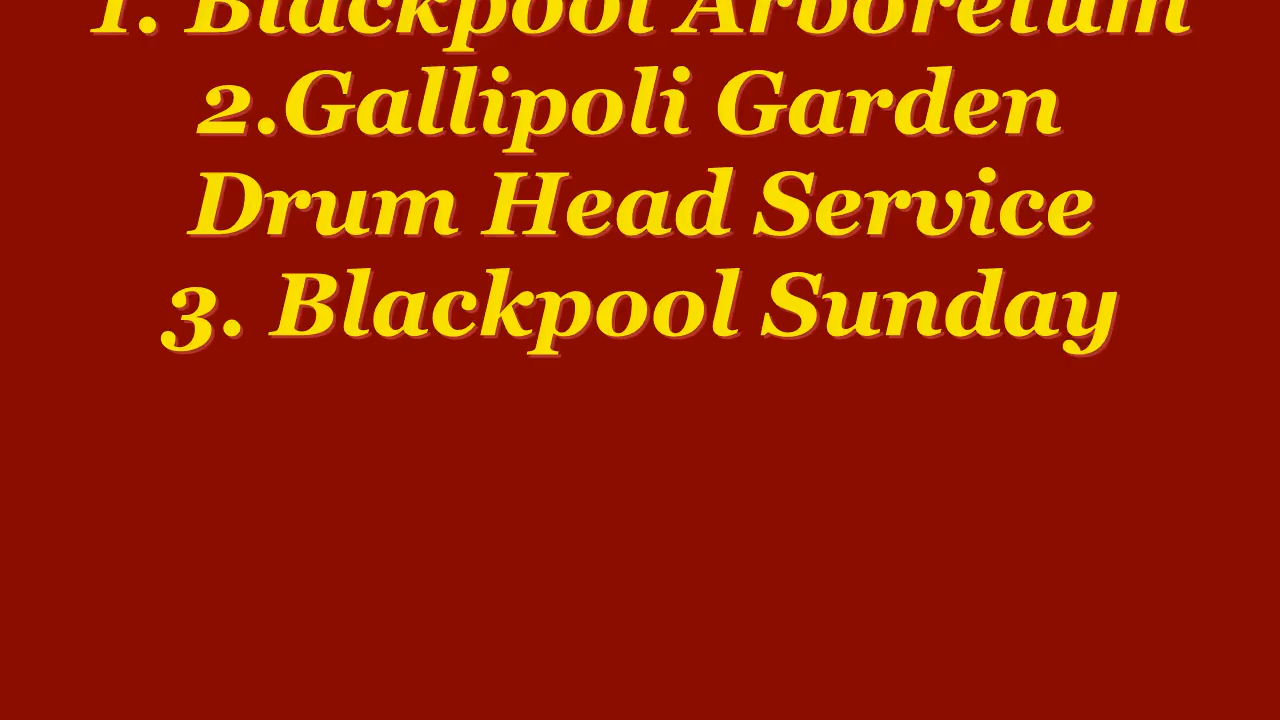 1. Blackpool Arboretum
2.Gallipoli Garden
Drum Head Service
3. Blackpool Sunday